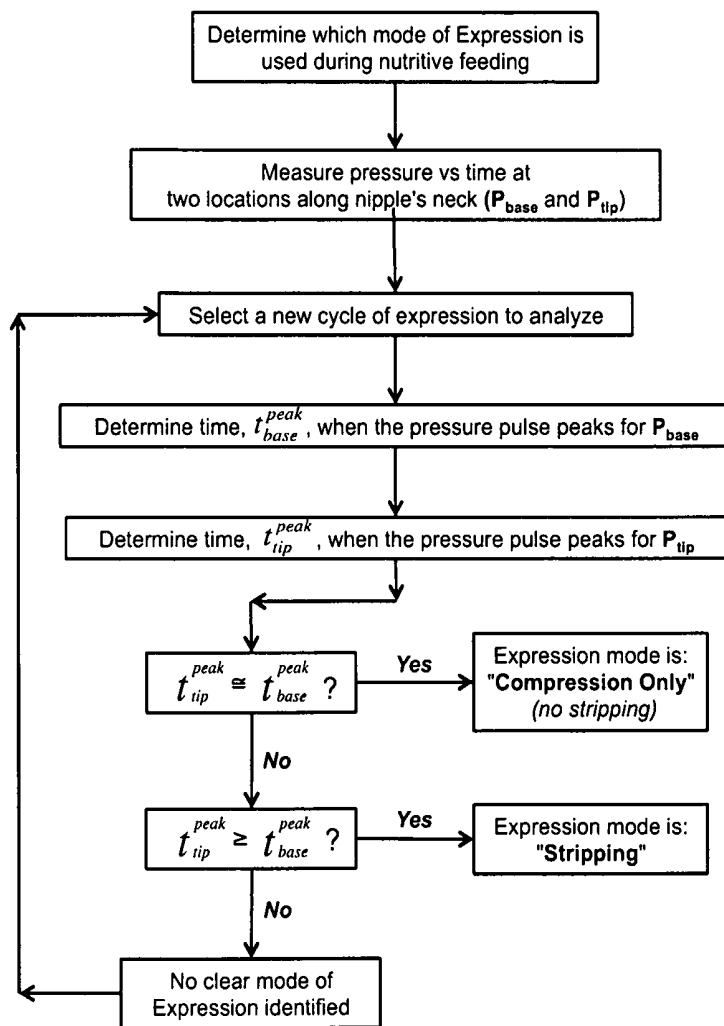 Determine which mode of Expression is
used during nutritive feeding
Measure pressure vs time at
two locations along nipple's neck (P_base and P_tip)
Select a new cycle of expression to analyze
Determine time, t_base^peak, when the pressure pulse peaks for P_base
Determine time, t_tip^peak, when the pressure pulse peaks for P_tip
t_tip^peak ≅ t_base^peak ?
Yes
Expression mode is:
"Compression Only"
(no stripping)
No
t_tip^peak ≥ t_base^peak ?
Yes
Expression mode is:
"Stripping"
No
No clear mode of
Expression identified